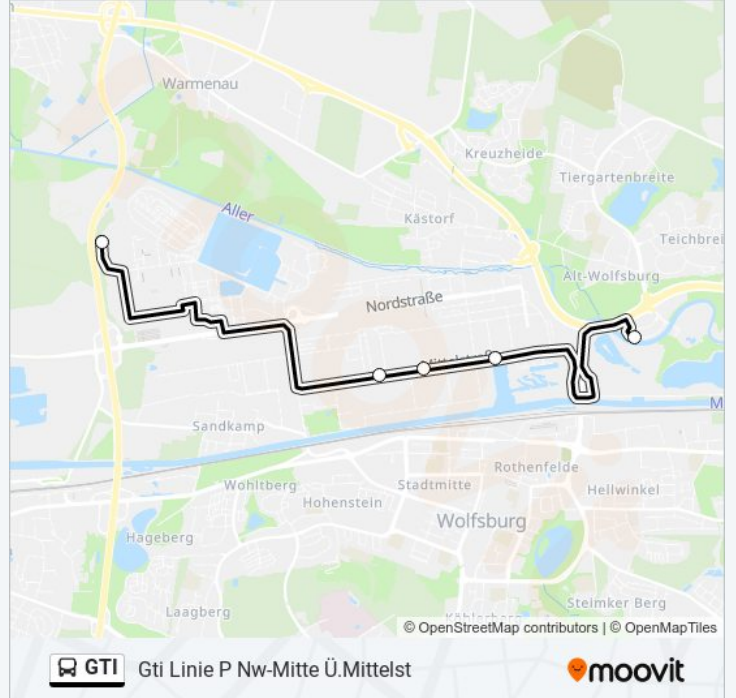 Warmenau
Kreuzheide
Tiergartenbreite
Aller
Kästorf
Teichbrei
Alt-Wolfsburg
Nordstraße
Sandkamp
M
Rothenfelde
Wohltberg
Stadtmitte
Hellwinkel
Hohenstein
Wolfsburg
Hageberg
Steimker Berg
Laagberg
© OpenStreetMap contributors | © OpenMapTiles
GTI Gti Linie P Nw-Mitte Ü.Mittelst moovit